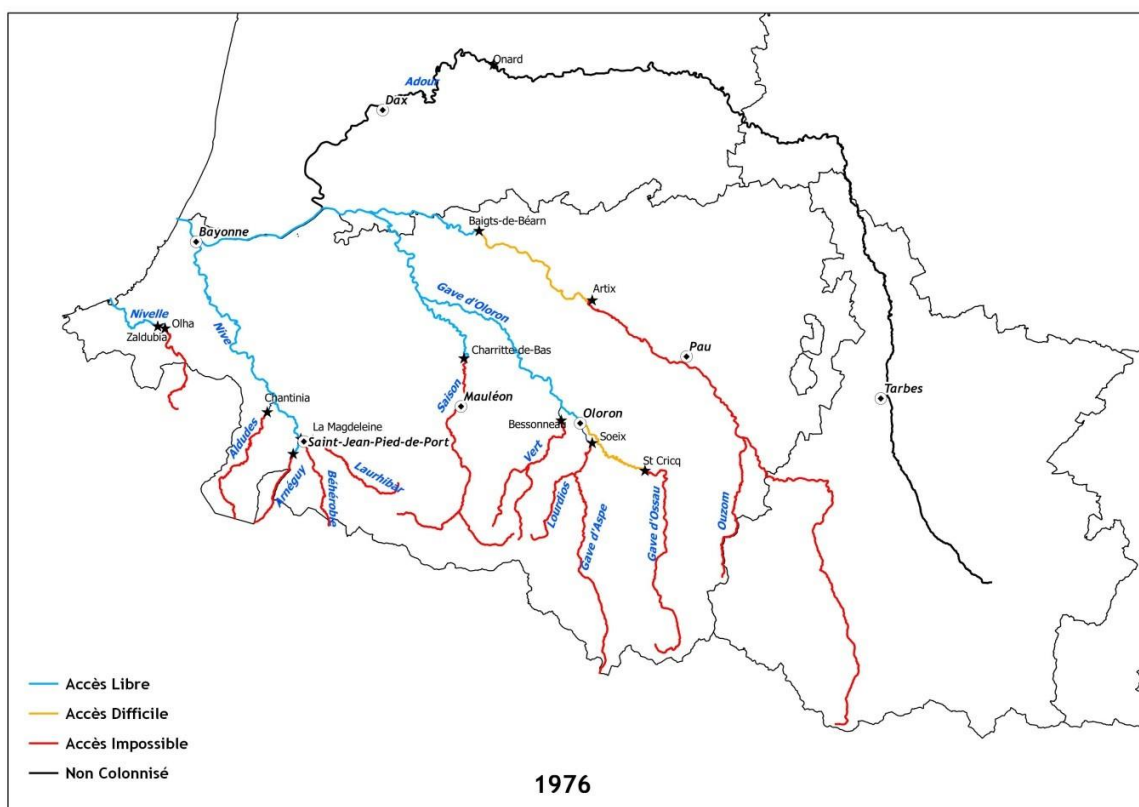 Onard
Adour
Dax
Baigts-de-Béarn
Bayonne
Gave d'Oloron
Artix
Nivelle
Olha
Zaldubia
Nive
Charritte-de-Bas
Pau
Saison
Mauléon
Tarbes
Chantinia
Bessonneau
Oloron
La Magdeleine
Saint-Jean-Pied-de-Port
Soeix
Aldudes
Vert
St Cricq
Arnéguy
Béhérobie
Laurhibar
Lourdios
Gave d'Aspe
Gave d'Ossau
Ouzom
Accès Libre
Accès Difficile
Accès Impossible
Non Colonnisé
1976